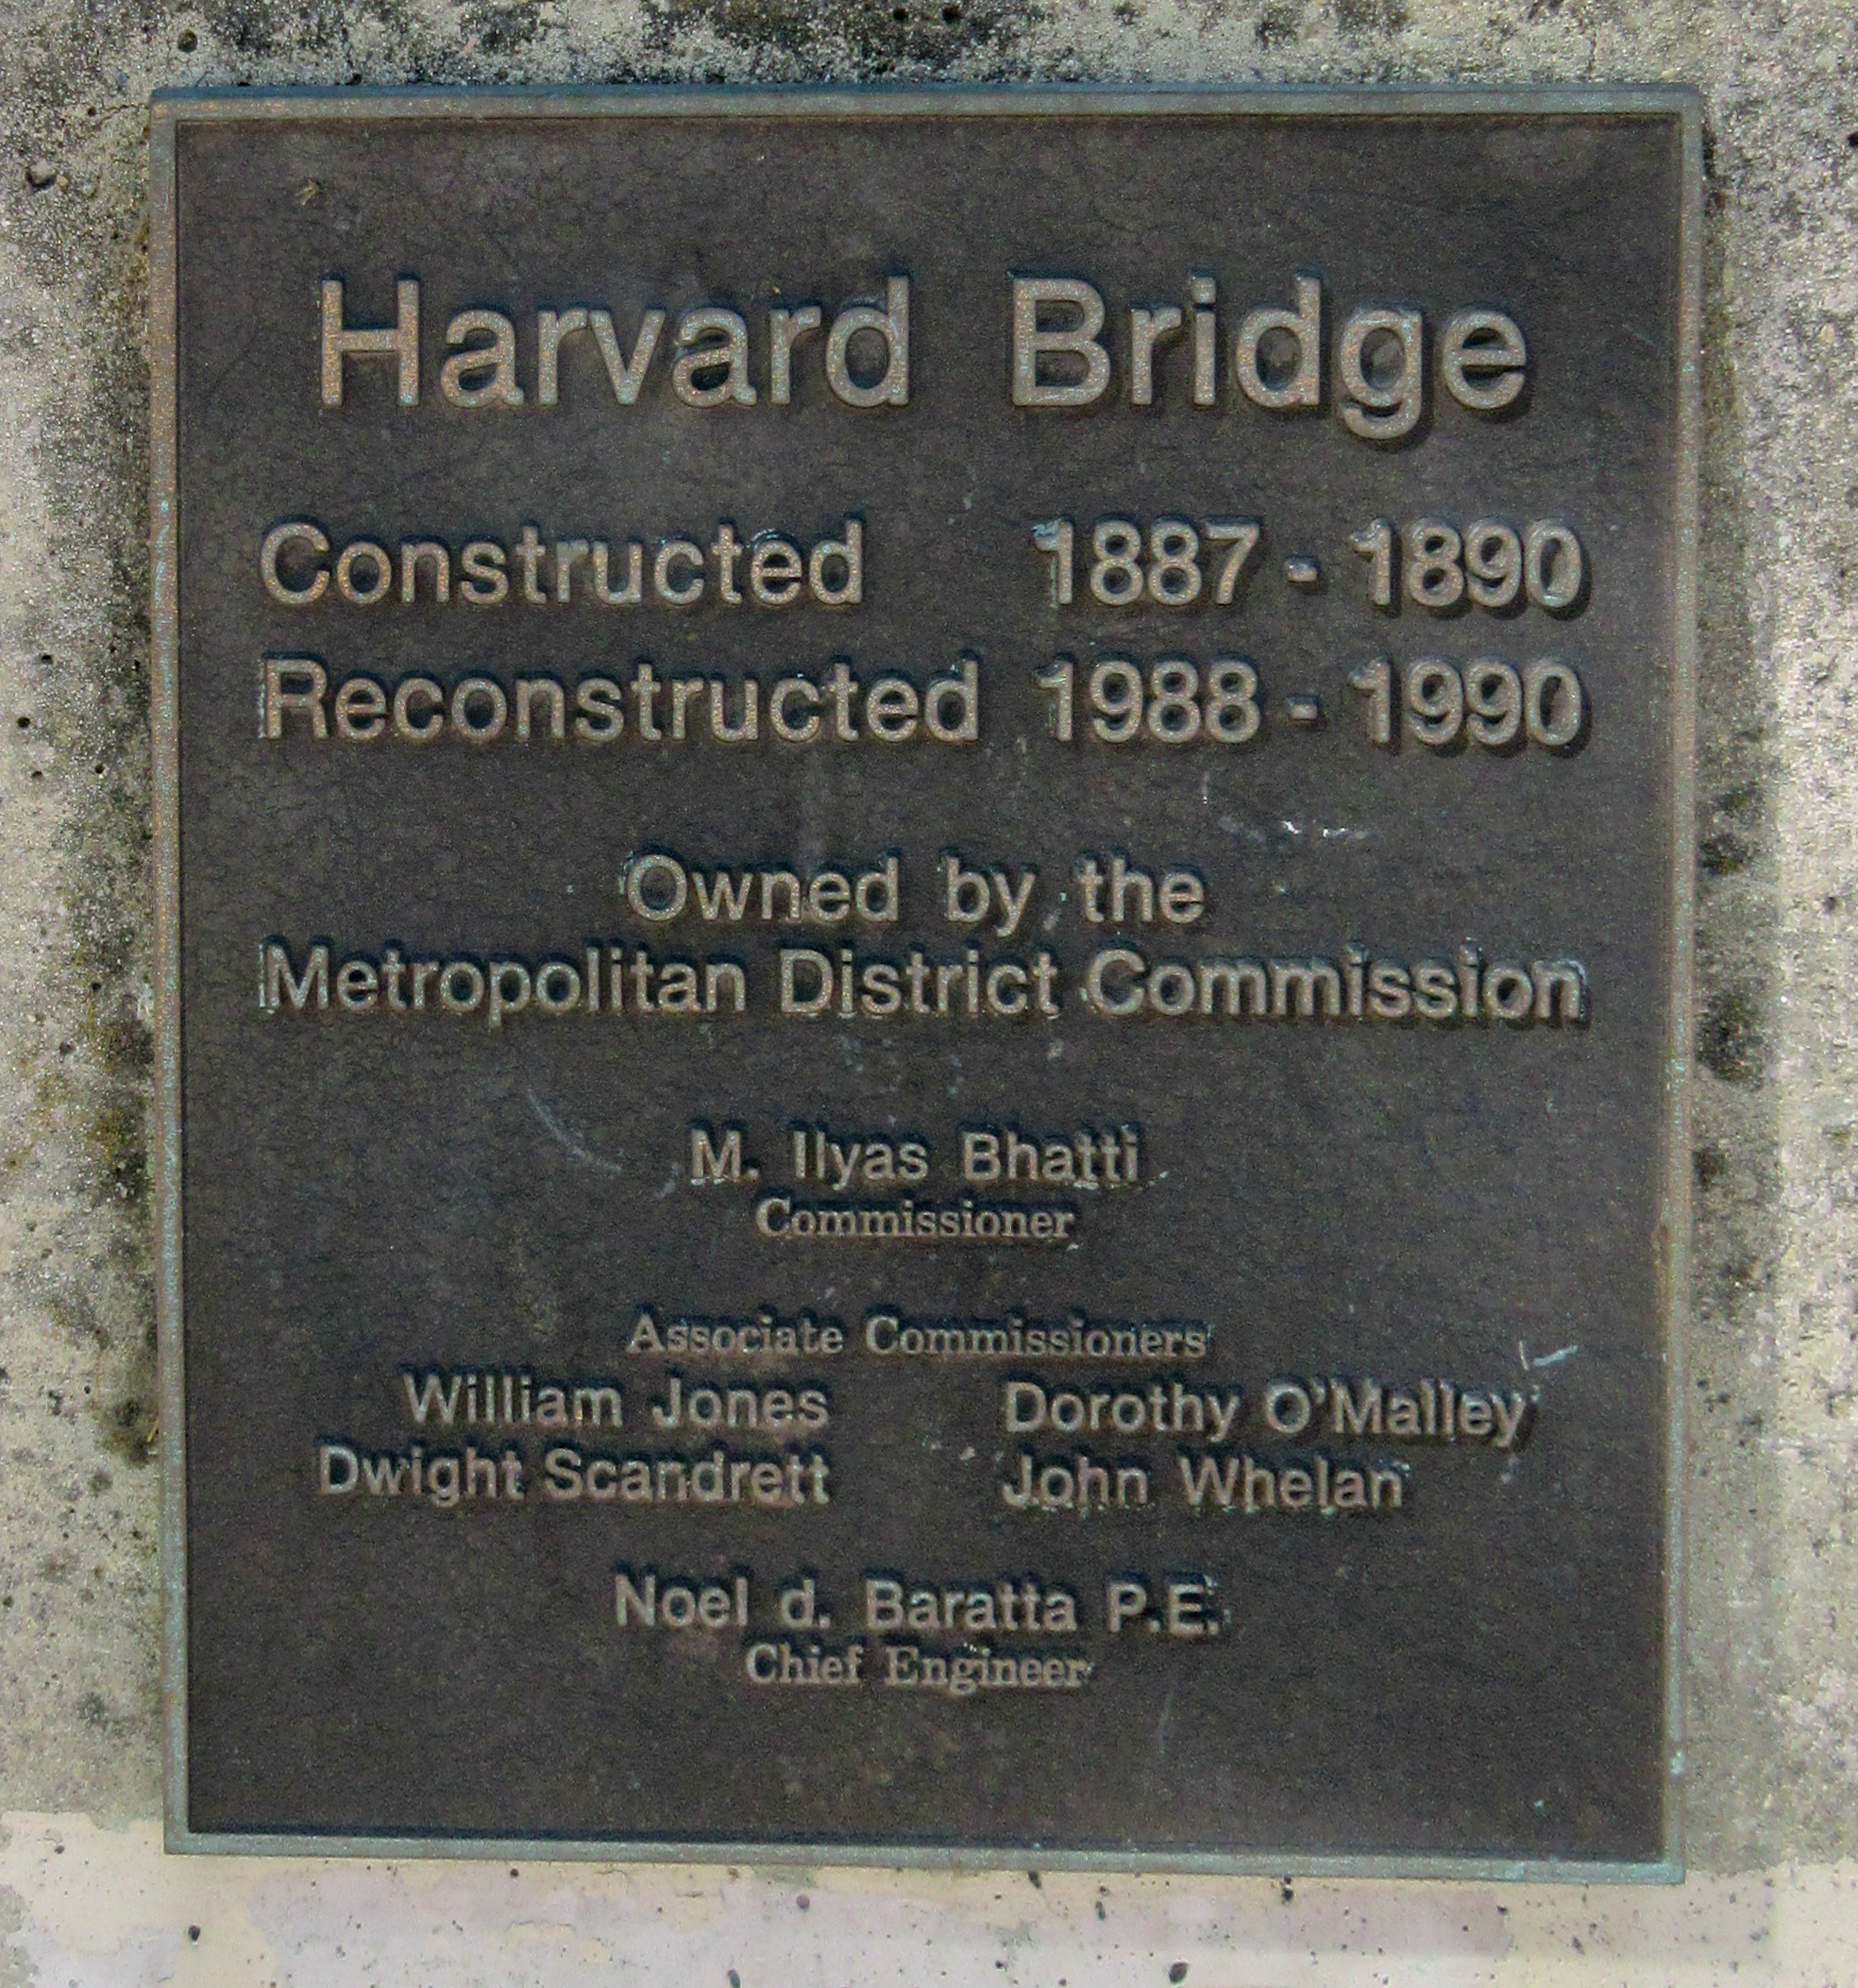 Harvard Bridge
Constructed 1887 - 1890
Reconstructed 1988 - 1990
Owned by the
Metropolitan District Commission
M. Ilyas Bhatti
Commissioner
Associate Commissioners
William Jones Dorothy O'Malley
Dwight Scandrett John Whelan
Noel d. Baratta P.E.
Chief Engineer